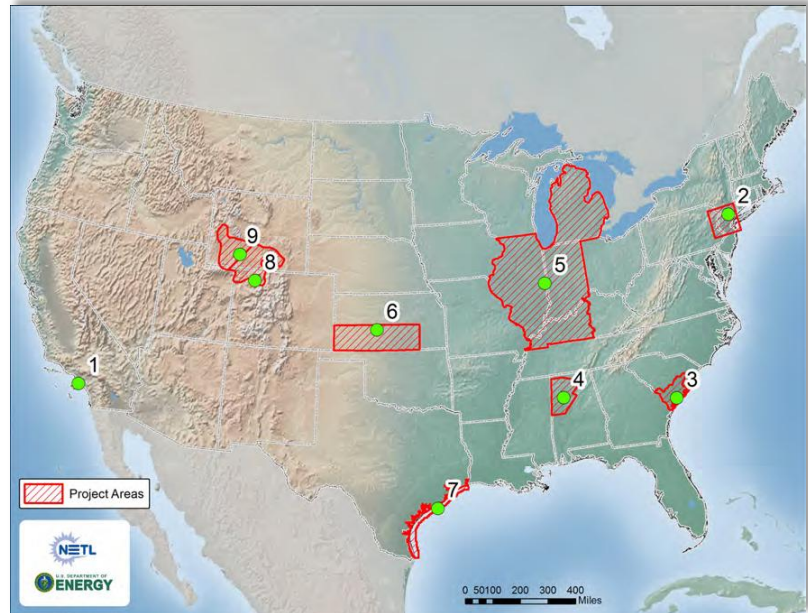 2
9
8
5
6
1
4
3
7
Project Areas
NETL
U.S. DEPARTMENT OF
ENERGY
0 50100 200 300 400
Miles